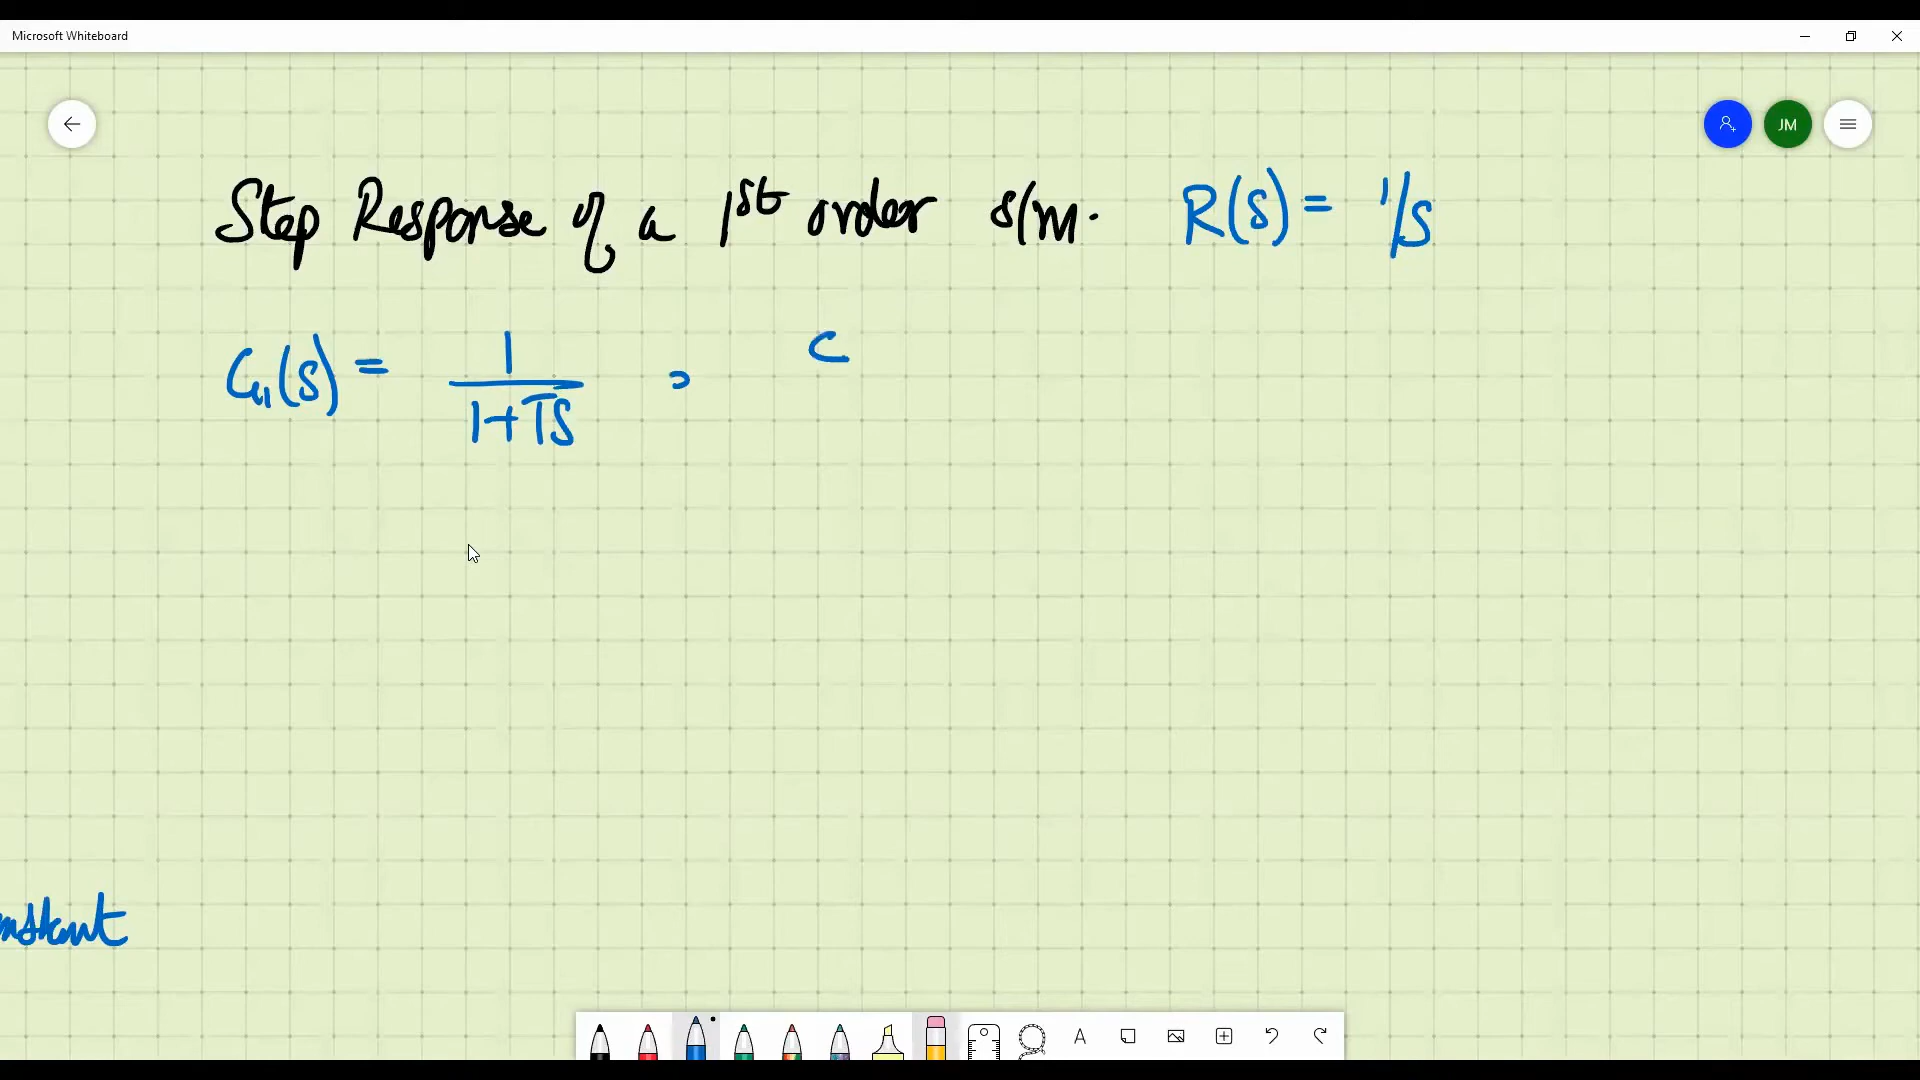 Microsoft Whiteboard
JM
Step Response of a 1st order s/m. R(s) = 1/s
G(s) = 1/(1+Ts) = C
nstant
A